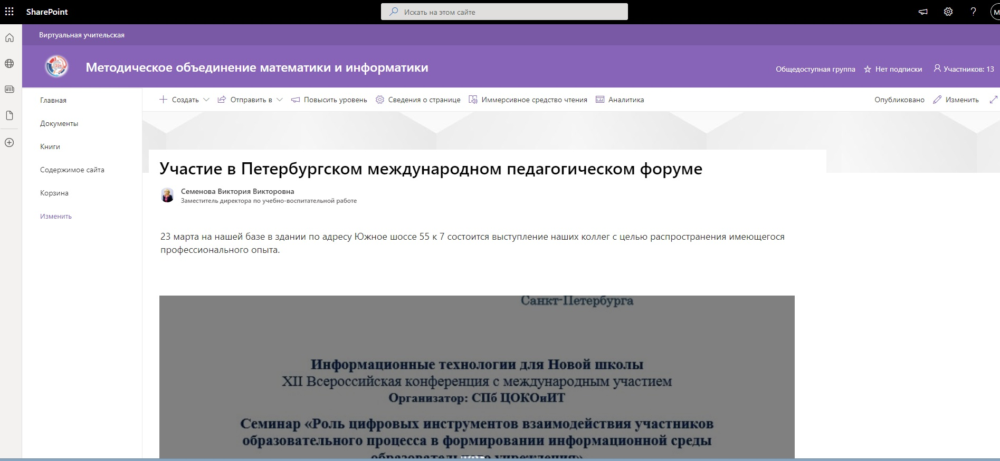 SharePoint
Искать на этом сайте
Виртуальная учительская
Методическое объединение математики и информатики
Общедоступная группа
Нет подписки
Участников: 13
Главная
Документы
Книги
Содержимое сайта
Корзина
Изменить
Создать
Отправить в
Повысить уровень
Сведения о странице
Иммерсивное средство чтения
Аналитика
Опубликовано
Изменить
Участие в Петербургском международном педагогическом форуме
Семенова Виктория Викторовна
Заместитель директора по учебно-воспитательной работе
23 марта на нашей базе в здании по адресу Южное шоссе 55 к 7 состоится выступление наших коллег с целью распространения имеющегося
профессионального опыта.
Санкт-Петербурга
Информационные технологии для Новой школы
XII Всероссийская конференция с международным участием
Организатор: СПб ЦОКОиИТ
Семинар «Роль цифровых инструментов взаимодействия участников
образовательного процесса в формировании информационной среды
образовательного учреждения»